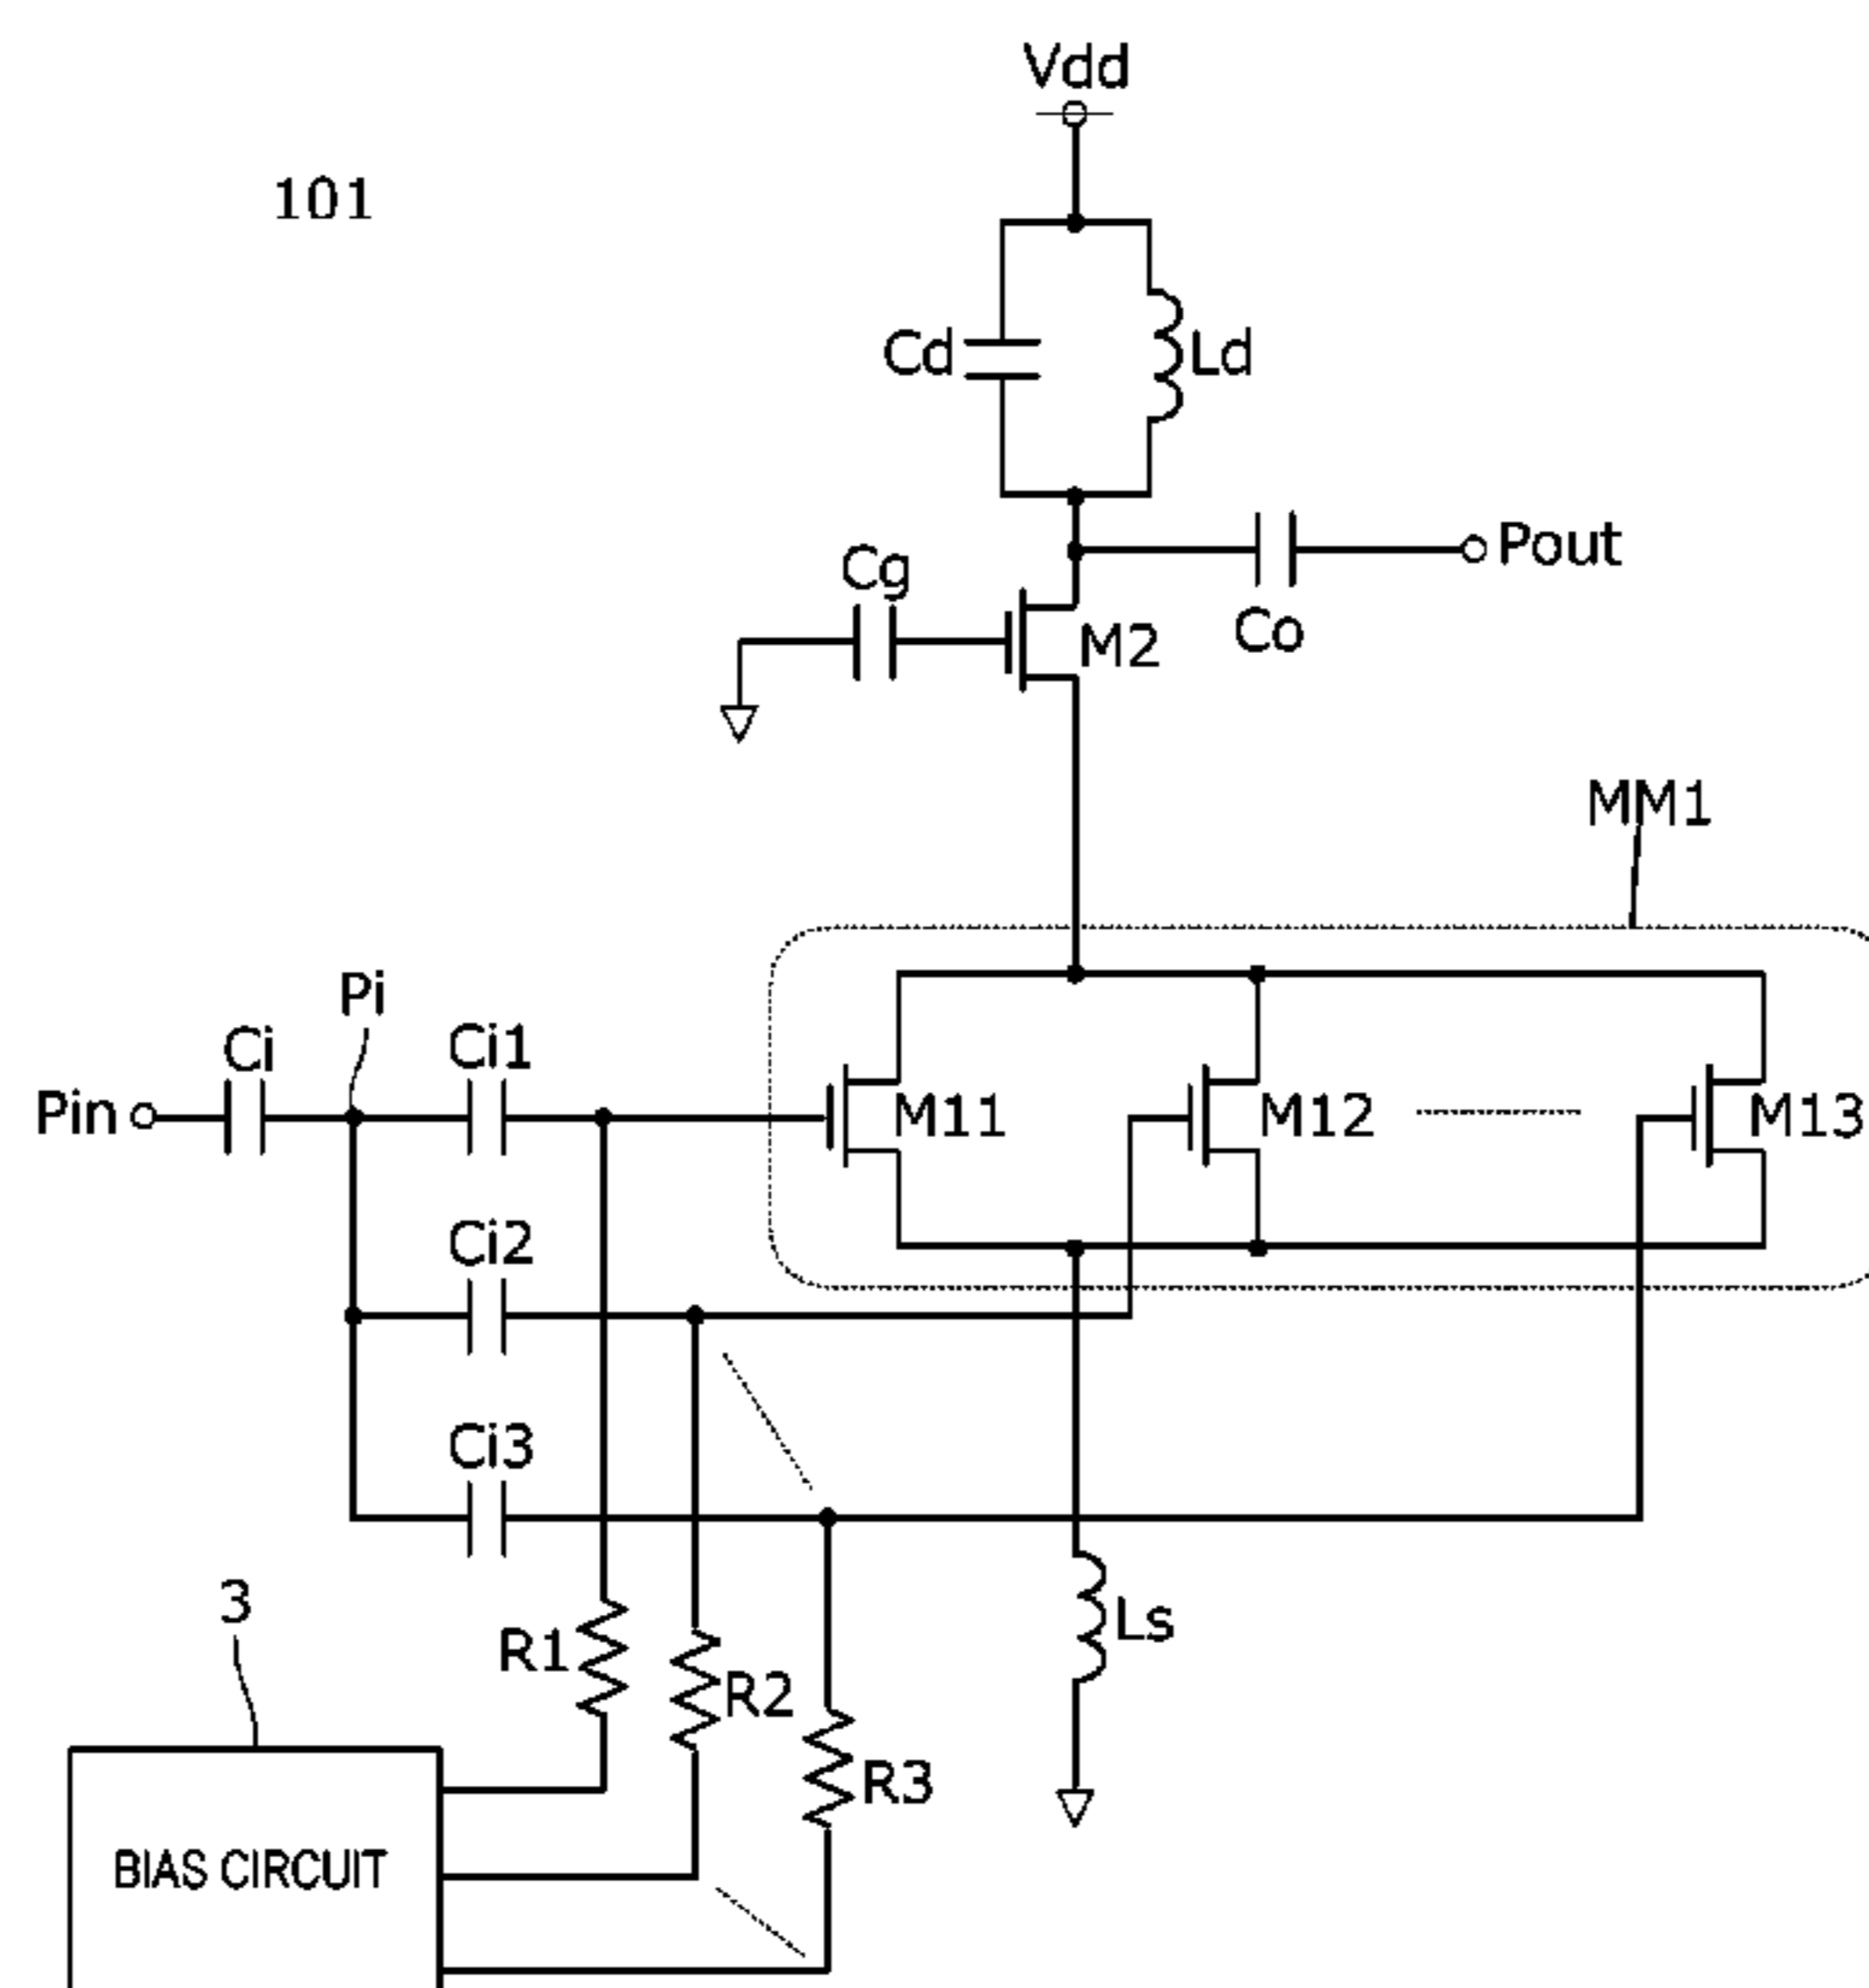 Vdd
101
Cd
Ld
Pout
Cg
M2
Co
MM1
Pi
Ci
Ci1
Pin
M11
M12
M13
Ci2
Ci3
3
R1
Ls
R2
R3
BIAS CIRCUIT